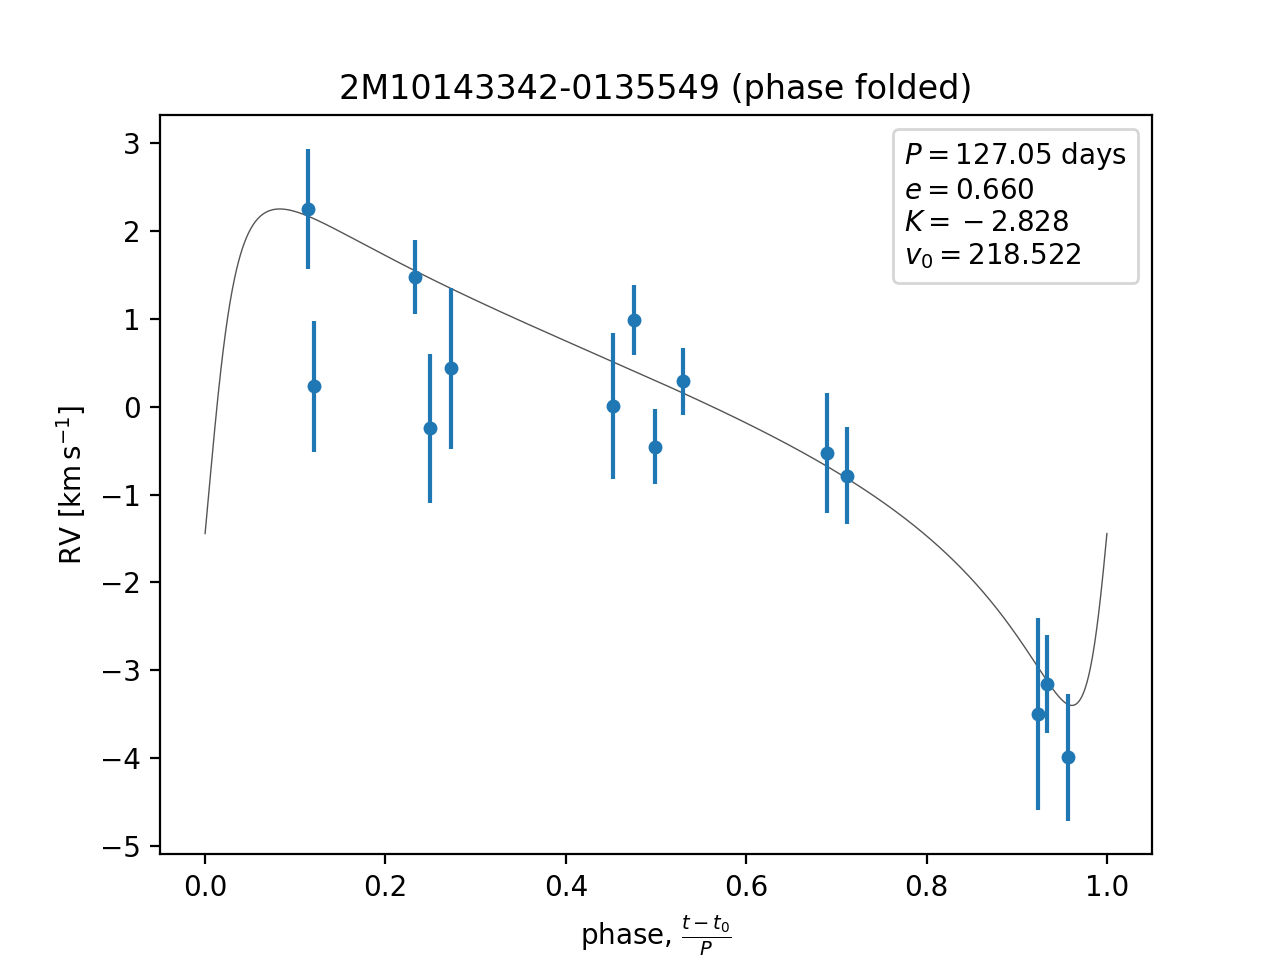 2M10143342-0135549 (phase folded)
P = 127.05 days
e = 0.660
K = −2.828
v₀ = 218.522
3
2
1
0
−1
−2
−3
−4
−5
RV [km s⁻¹]
0.0 0.2 0.4 0.6 0.8 1.0
phase, (t − t₀)/P